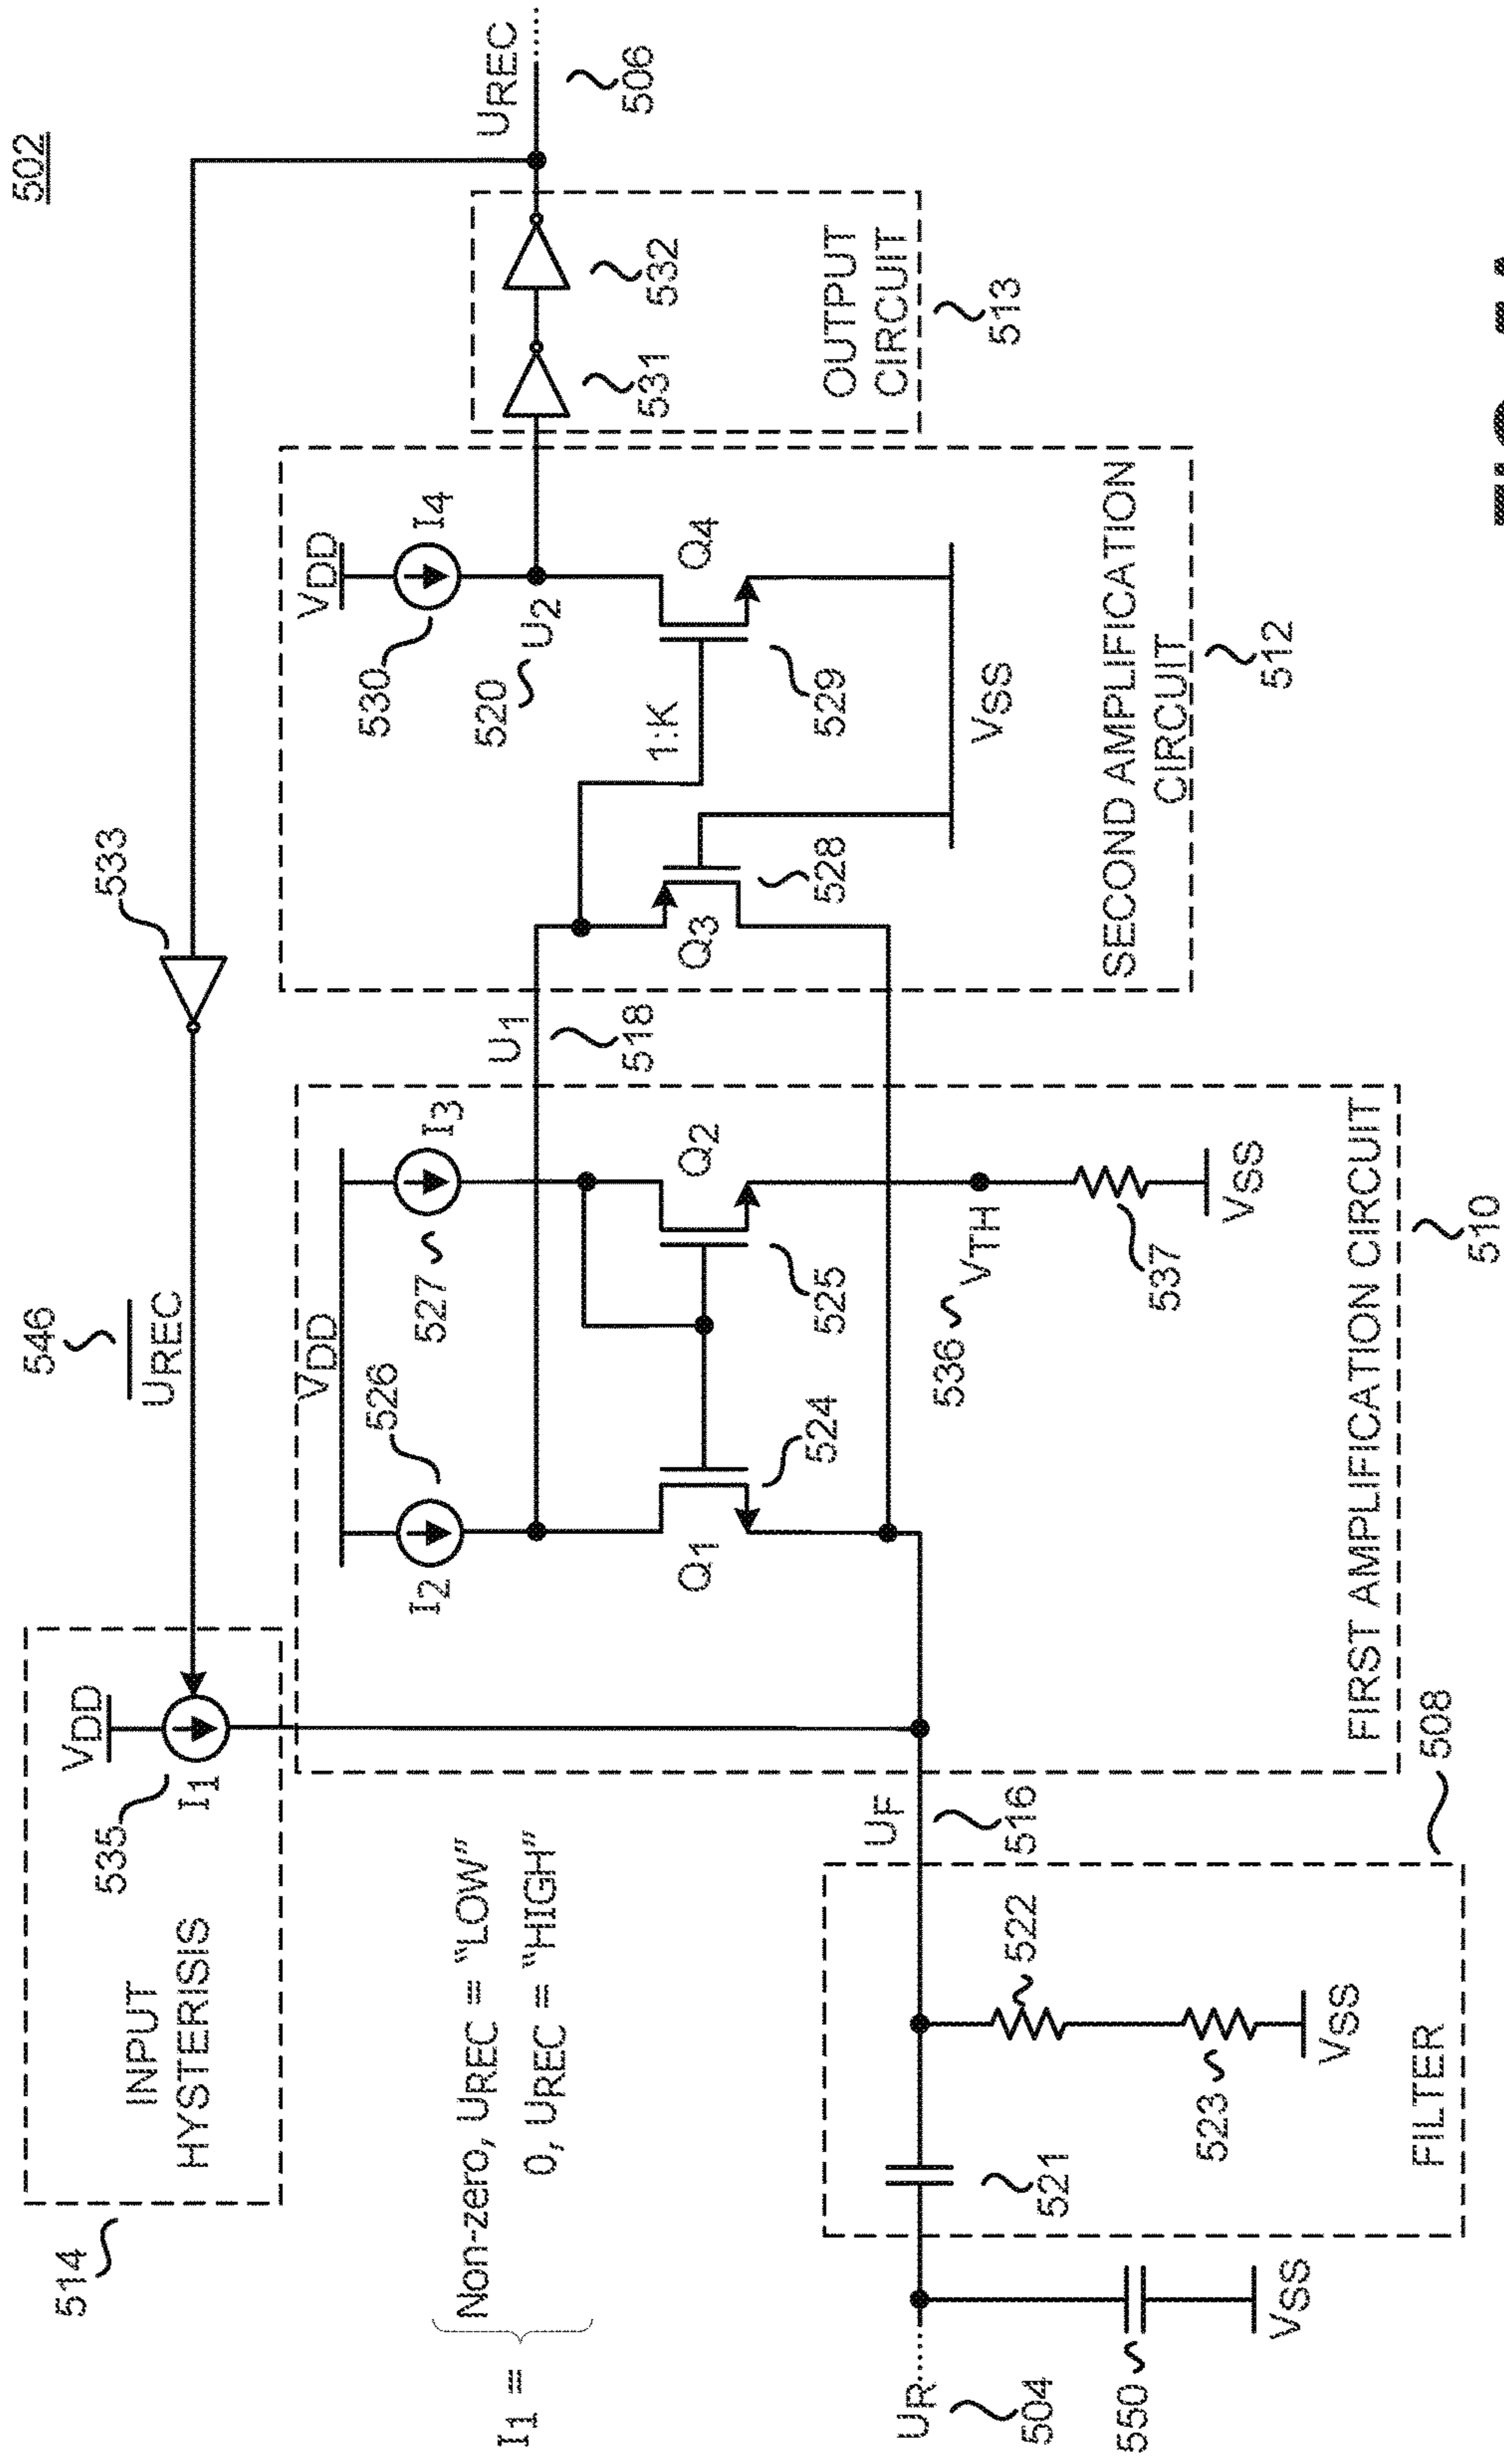 502
514
INPUT
HYSTERISIS
VDD
535
I1
546
UREC
533
UREC
506
I1 =
Non-zero, UREC = “LOW”
0, UREC = “HIGH”
VDD
526
I2
527
I3
Q1
524
Q2
525
536
VTH
537
VSS
FIRST AMPLIFICATION CIRCUIT
510
U1
518
VDD
530
I4
520
U2
1:K
Q3
528
Q4
529
VSS
SECOND AMPLIFICATION
CIRCUIT
512
531
532
OUTPUT
CIRCUIT
513
UR
504
550
VSS
521
522
523
VSS
FILTER
508
UF
516